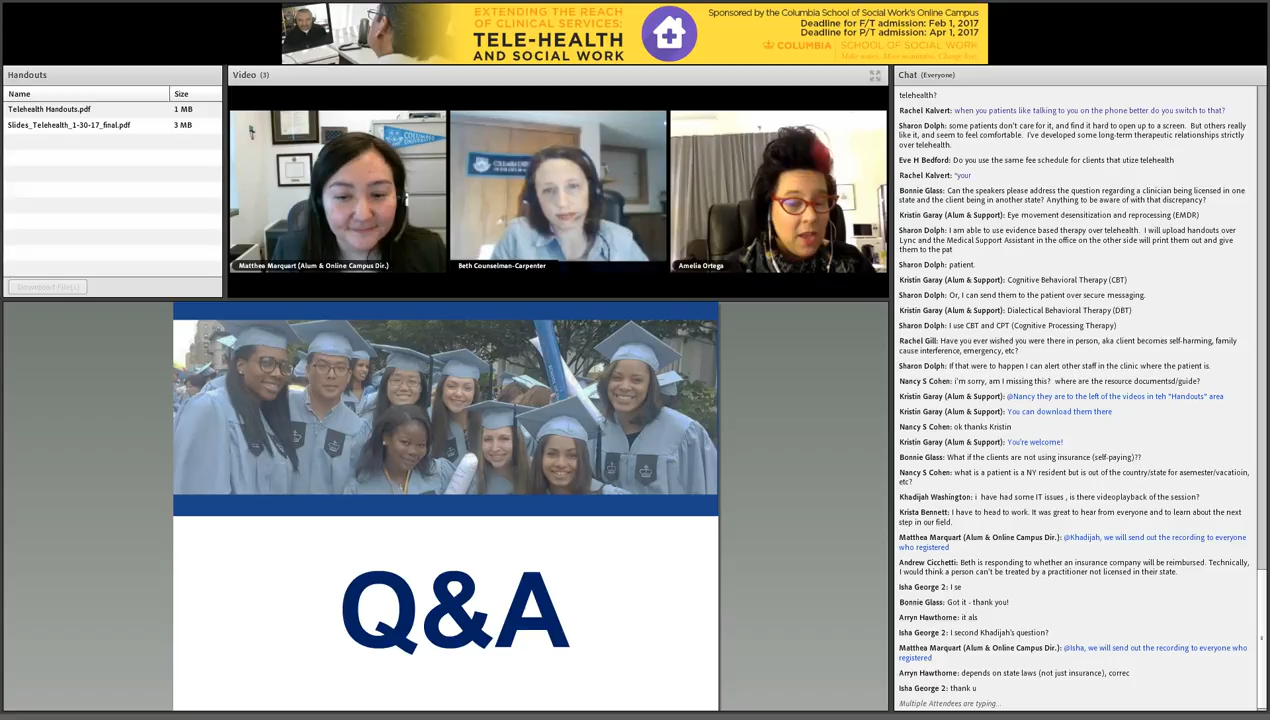 EXTENDING THE REACH
OF CLINICAL SERVICES:
TELE-HEALTH
AND SOCIAL WORK
Sponsored by the Columbia School of Social Work's Online Campus
Deadline for F/T admission: Feb 1, 2017
Deadline for P/T admission: Apr 1, 2017
COLUMBIA | SCHOOL OF SOCIAL WORK
Handouts
Name Size
Telehealth Handouts.pdf 1 MB
Slides_Telehealth_1-30-17_final.pdf 3 MB
Download File(s)
Video (3)
COLUMBIA
Matthea Marquart (Alum & Online Campus Dir.)
Beth Counselman-Carpenter
Amelia Ortega
Q&A
Chat (Everyone)
telehealth?
Rachel Kalvert: when you patients like talking to you on the phone better do you switch to that?
Sharon Dolph: some patients don't care for it, and find it hard to open up to a screen. But others really
like it, and seem to feel comfortable. I've developed some long-term therapeutic relationships strictly
over telehealth.
Eve H Bedford: Do you use the same fee schedule for clients that utize telehealth
Rachel Kalvert: *your
Bonnie Glass: Can the speakers please address the question regarding a clinician being licensed in one
state and the client being in another state? Anything to be aware of with that discrepancy?
Kristin Garay (Alum & Support): Eye movement desensitization and reprocessing (EMDR)
Sharon Dolph: I am able to use evidence based therapy over telehealth. I will upload handouts over
Lync and the Medical Support Assistant in the office on the other side will print them out and give
them to the pat
Sharon Dolph: patient.
Kristin Garay (Alum & Support): Cognitive Behavioral Therapy (CBT)
Sharon Dolph: Or, I can send them to the patient over secure messaging.
Kristin Garay (Alum & Support): Dialectical Behavioral Therapy (DBT)
Sharon Dolph: I use CBT and CPT (Cognitive Processing Therapy)
Rachel Gill: Have you ever wished you were there in person, aka client becomes self-harming, family
cause interference, emergency, etc?
Sharon Dolph: If that were to happen I can alert other staff in the clinic where the patient is.
Nancy S Cohen: i'm sorry, am I missing this? where are the resource documentsd/guide?
Kristin Garay (Alum & Support): @Nancy they are to the left of the videos in teh "Handouts" area
Kristin Garay (Alum & Support): You can download them there
Nancy S Cohen: ok thanks Kristin
Kristin Garay (Alum & Support): You're welcome!
Bonnie Glass: What if the clients are not using insurance (self-paying)??
Nancy S Cohen: what is a patient is a NY resident but is out of the country/state for asemester/vacatioin,
etc?
Khadijah Washington: i have had some IT issues , is there videoplayback of the session?
Krista Bennett: I have to head to work. It was great to hear from everyone and to learn about the next
step in our field.
Matthea Marquart (Alum & Online Campus Dir.): @Khadijah, we will send out the recording to everyone
who registered
Andrew Cicchetti: Beth is responding to whether an insurance company will be reimbursed. Technically,
I would think a person can't be treated by a practitioner not licensed in their state.
Isha George 2: I se
Bonnie Glass: Got it - thank you!
Arryn Hawthorne: it als
Isha George 2: I second Khadijah's question?
Matthea Marquart (Alum & Online Campus Dir.): @Isha, we will send out the recording to everyone who
registered
Arryn Hawthorne: depends on state laws (not just insurance), correc
Isha George 2: thank u
Multiple Attendees are typing...